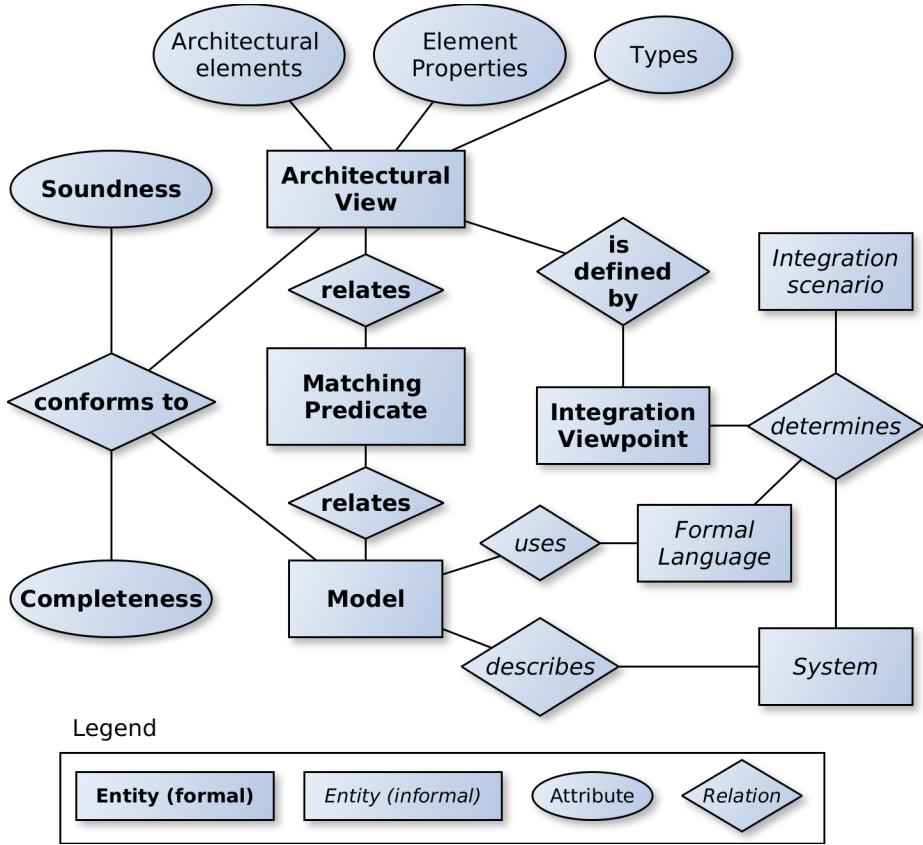 Architectural
elements
Element
Properties
Types
Soundness
Architectural
View
is
defined
by
Integration
scenario
relates
Matching
Predicate
conforms to
Integration
Viewpoint
determines
relates
uses
Formal
Language
Completeness
Model
describes
System
Legend
Entity (formal)
Entity (informal)
Attribute
Relation